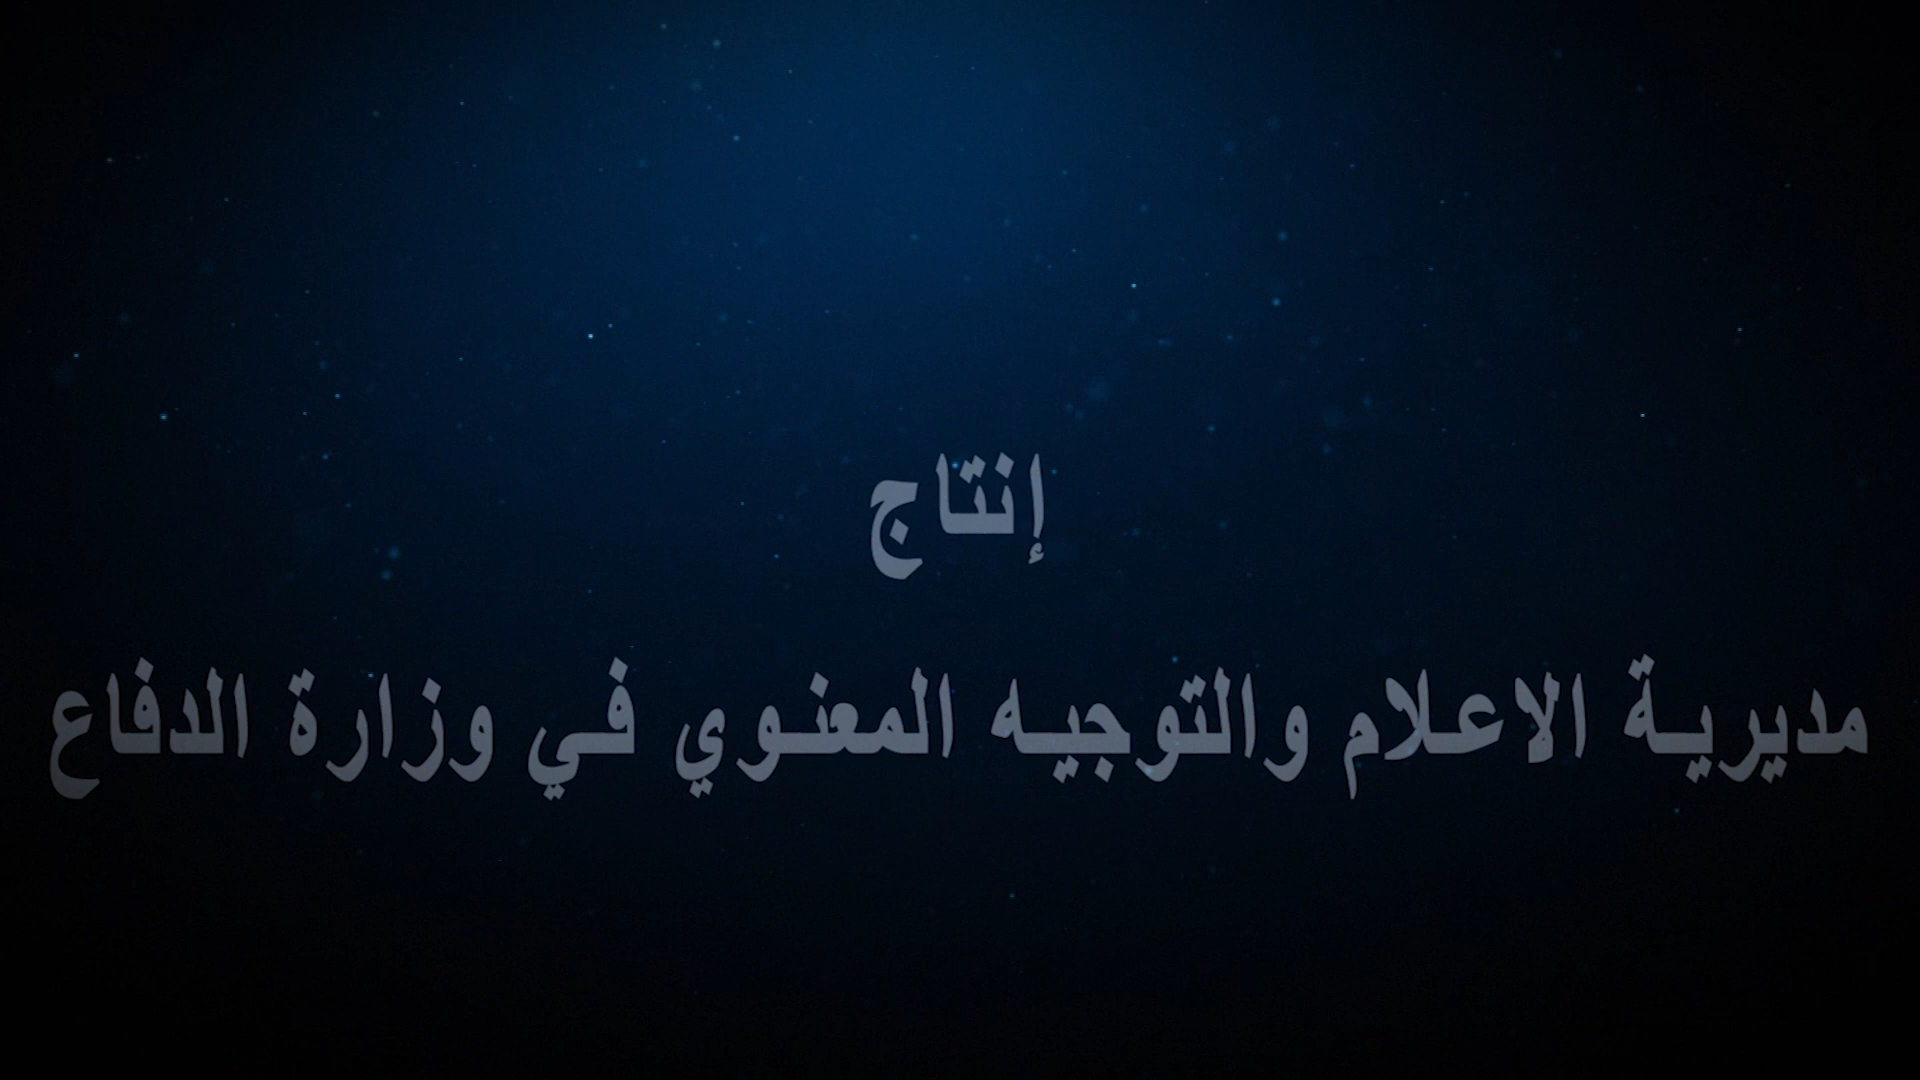 إنتاج
مديرية الاعلام والتوجيه المعنوي في وزارة الدفاع